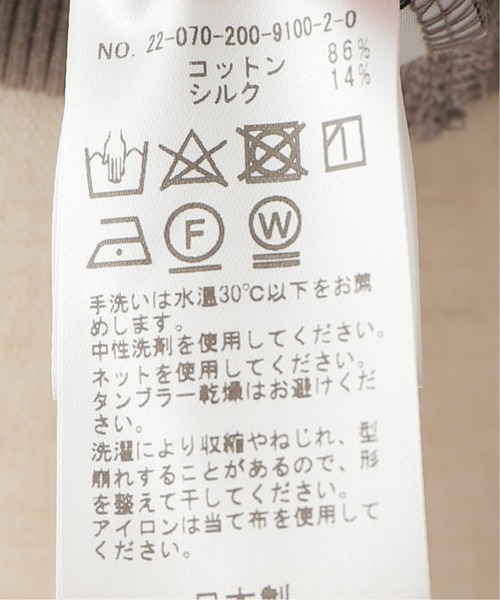 NO. 22-070-200-9100-2-0
コットン 86%
シルク 14%
F W
手洗いは水温30℃以下をお薦
めします。
中性洗剤を使用してください。
ネットを使用してください。
タンブラー乾燥はお避けくだ
さい。
洗濯により収縮やねじれ、型
崩れすることがあるので、形
を整えて干してください。
アイロンは当て布を使用して
ください。
日本製